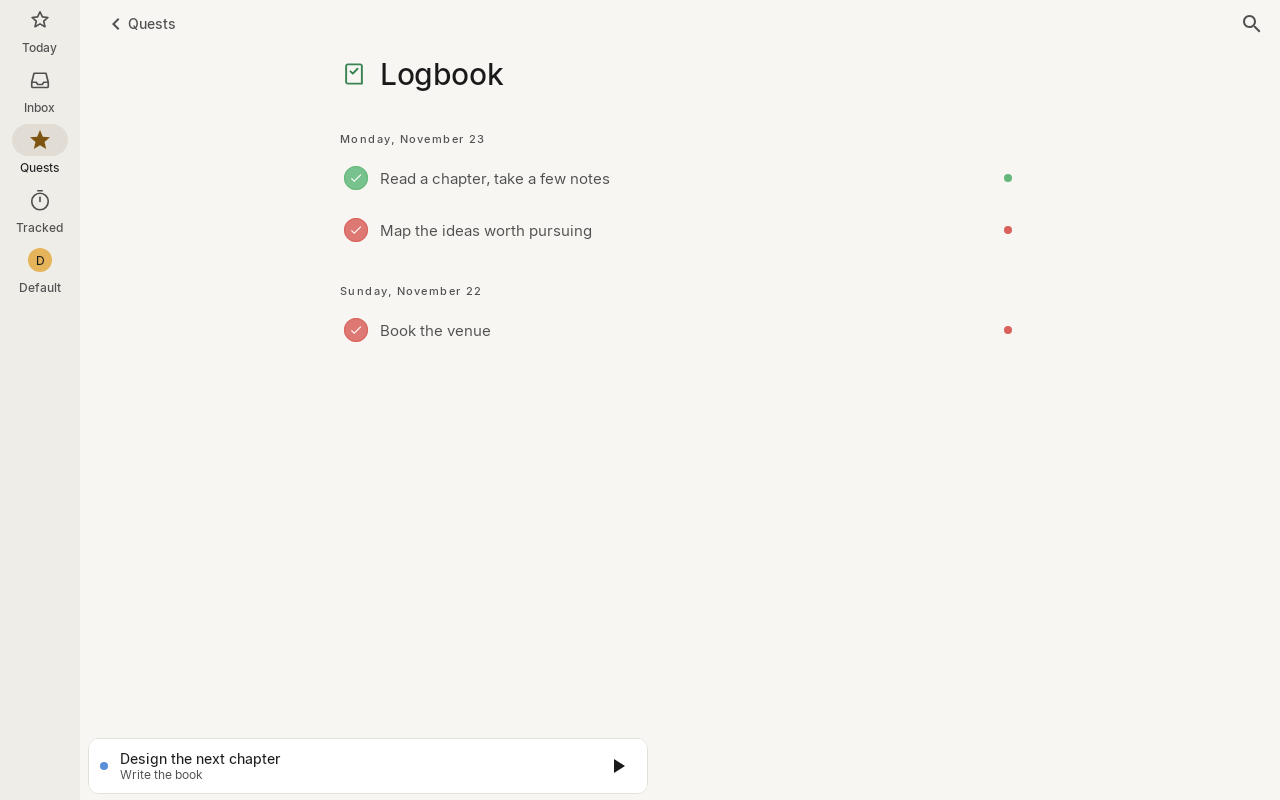 Today
Inbox
Quests
Tracked
D
Default
Quests
Logbook
Monday, November 23
Read a chapter, take a few notes
Map the ideas worth pursuing
Sunday, November 22
Book the venue
Design the next chapter
Write the book